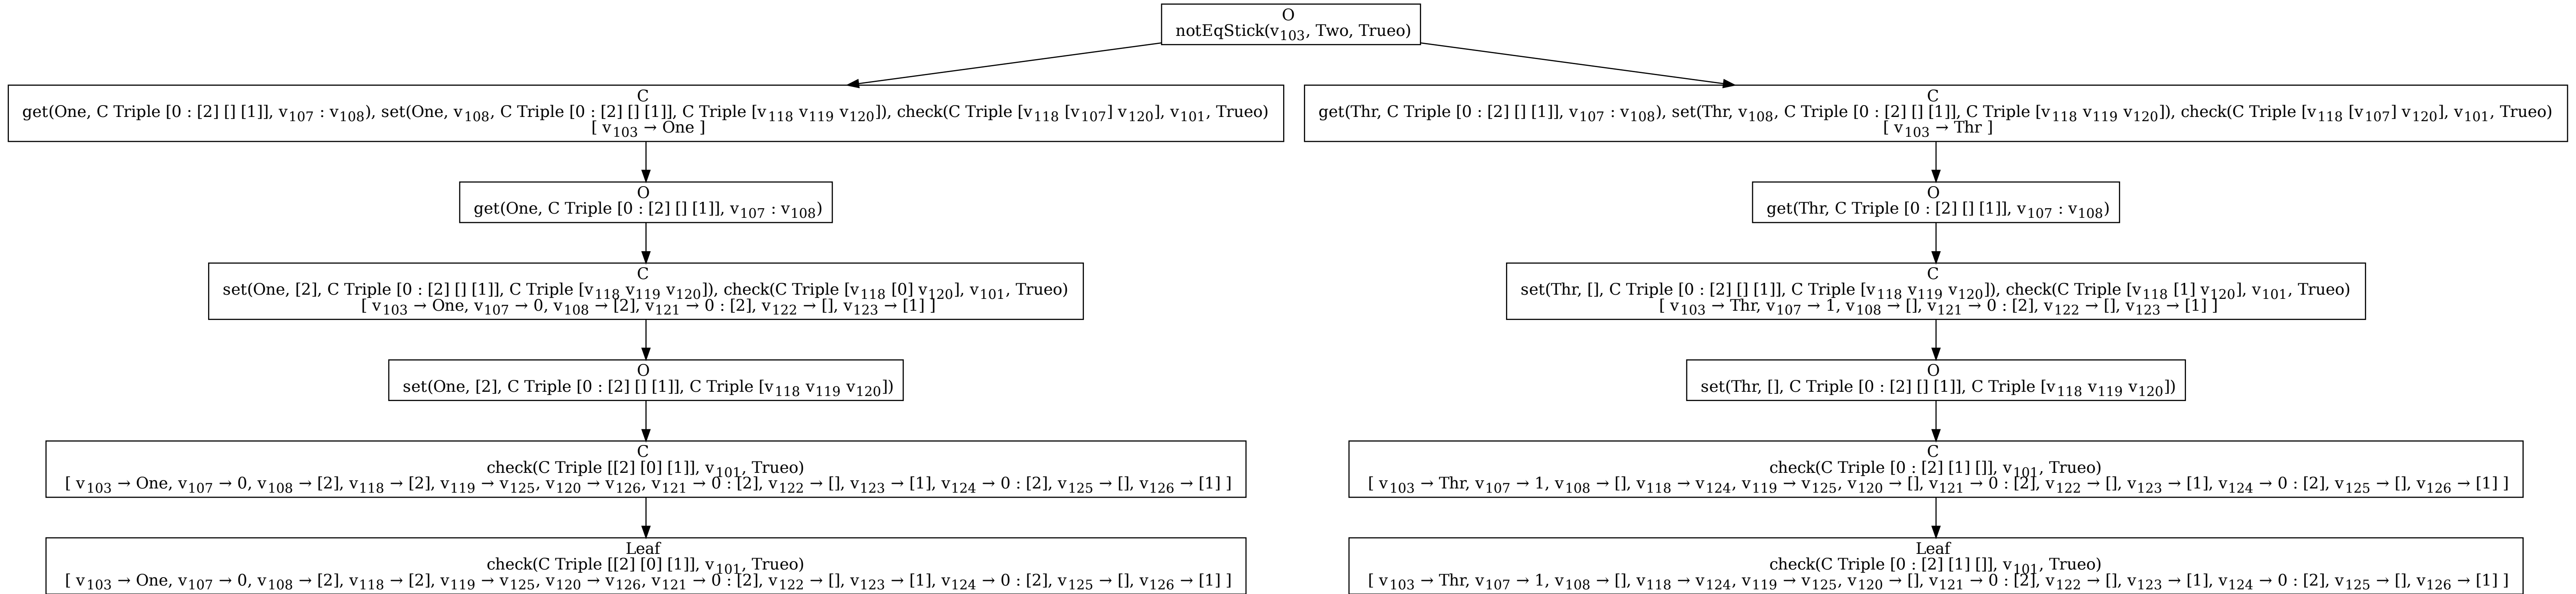 O
notEqStick(v₁₀₃, Two, Trueo)
C
get(One, C Triple [0 : [2] [] [1]], v₁₀₇ : v₁₀₈), set(One, v₁₀₈, C Triple [0 : [2] [] [1]], C Triple [v₁₁₈ v₁₁₉ v₁₂₀]), check(C Triple [v₁₁₈ [v₁₀₇] v₁₂₀], v₁₀₁, Trueo)
[ v₁₀₃ → One ]
C
get(Thr, C Triple [0 : [2] [] [1]], v₁₀₇ : v₁₀₈), set(Thr, v₁₀₈, C Triple [0 : [2] [] [1]], C Triple [v₁₁₈ v₁₁₉ v₁₂₀]), check(C Triple [v₁₁₈ [v₁₀₇] v₁₂₀], v₁₀₁, Trueo)
[ v₁₀₃ → Thr ]
O
get(One, C Triple [0 : [2] [] [1]], v₁₀₇ : v₁₀₈)
O
get(Thr, C Triple [0 : [2] [] [1]], v₁₀₇ : v₁₀₈)
C
set(One, [2], C Triple [0 : [2] [] [1]], C Triple [v₁₁₈ v₁₁₉ v₁₂₀]), check(C Triple [v₁₁₈ [0] v₁₂₀], v₁₀₁, Trueo)
[ v₁₀₃ → One, v₁₀₇ → 0, v₁₀₈ → [2], v₁₂₁ → 0 : [2], v₁₂₂ → [], v₁₂₃ → [1] ]
C
set(Thr, [], C Triple [0 : [2] [] [1]], C Triple [v₁₁₈ v₁₁₉ v₁₂₀]), check(C Triple [v₁₁₈ [1] v₁₂₀], v₁₀₁, Trueo)
[ v₁₀₃ → Thr, v₁₀₇ → 1, v₁₀₈ → [], v₁₂₁ → 0 : [2], v₁₂₂ → [], v₁₂₃ → [1] ]
O
set(One, [2], C Triple [0 : [2] [] [1]], C Triple [v₁₁₈ v₁₁₉ v₁₂₀])
O
set(Thr, [], C Triple [0 : [2] [] [1]], C Triple [v₁₁₈ v₁₁₉ v₁₂₀])
C
check(C Triple [[2] [0] [1]], v₁₀₁, Trueo)
[ v₁₀₃ → One, v₁₀₇ → 0, v₁₀₈ → [2], v₁₁₈ → [2], v₁₁₉ → v₁₂₅, v₁₂₀ → v₁₂₆, v₁₂₁ → 0 : [2], v₁₂₂ → [], v₁₂₃ → [1], v₁₂₄ → 0 : [2], v₁₂₅ → [], v₁₂₆ → [1] ]
C
check(C Triple [0 : [2] [1] []], v₁₀₁, Trueo)
[ v₁₀₃ → Thr, v₁₀₇ → 1, v₁₀₈ → [], v₁₁₈ → v₁₂₄, v₁₁₉ → v₁₂₅, v₁₂₀ → [], v₁₂₁ → 0 : [2], v₁₂₂ → [], v₁₂₃ → [1], v₁₂₄ → 0 : [2], v₁₂₅ → [], v₁₂₆ → [1] ]
Leaf
check(C Triple [[2] [0] [1]], v₁₀₁, Trueo)
[ v₁₀₃ → One, v₁₀₇ → 0, v₁₀₈ → [2], v₁₁₈ → [2], v₁₁₉ → v₁₂₅, v₁₂₀ → v₁₂₆, v₁₂₁ → 0 : [2], v₁₂₂ → [], v₁₂₃ → [1], v₁₂₄ → 0 : [2], v₁₂₅ → [], v₁₂₆ → [1] ]
Leaf
check(C Triple [0 : [2] [1] []], v₁₀₁, Trueo)
[ v₁₀₃ → Thr, v₁₀₇ → 1, v₁₀₈ → [], v₁₁₈ → v₁₂₄, v₁₁₉ → v₁₂₅, v₁₂₀ → [], v₁₂₁ → 0 : [2], v₁₂₂ → [], v₁₂₃ → [1], v₁₂₄ → 0 : [2], v₁₂₅ → [], v₁₂₆ → [1] ]